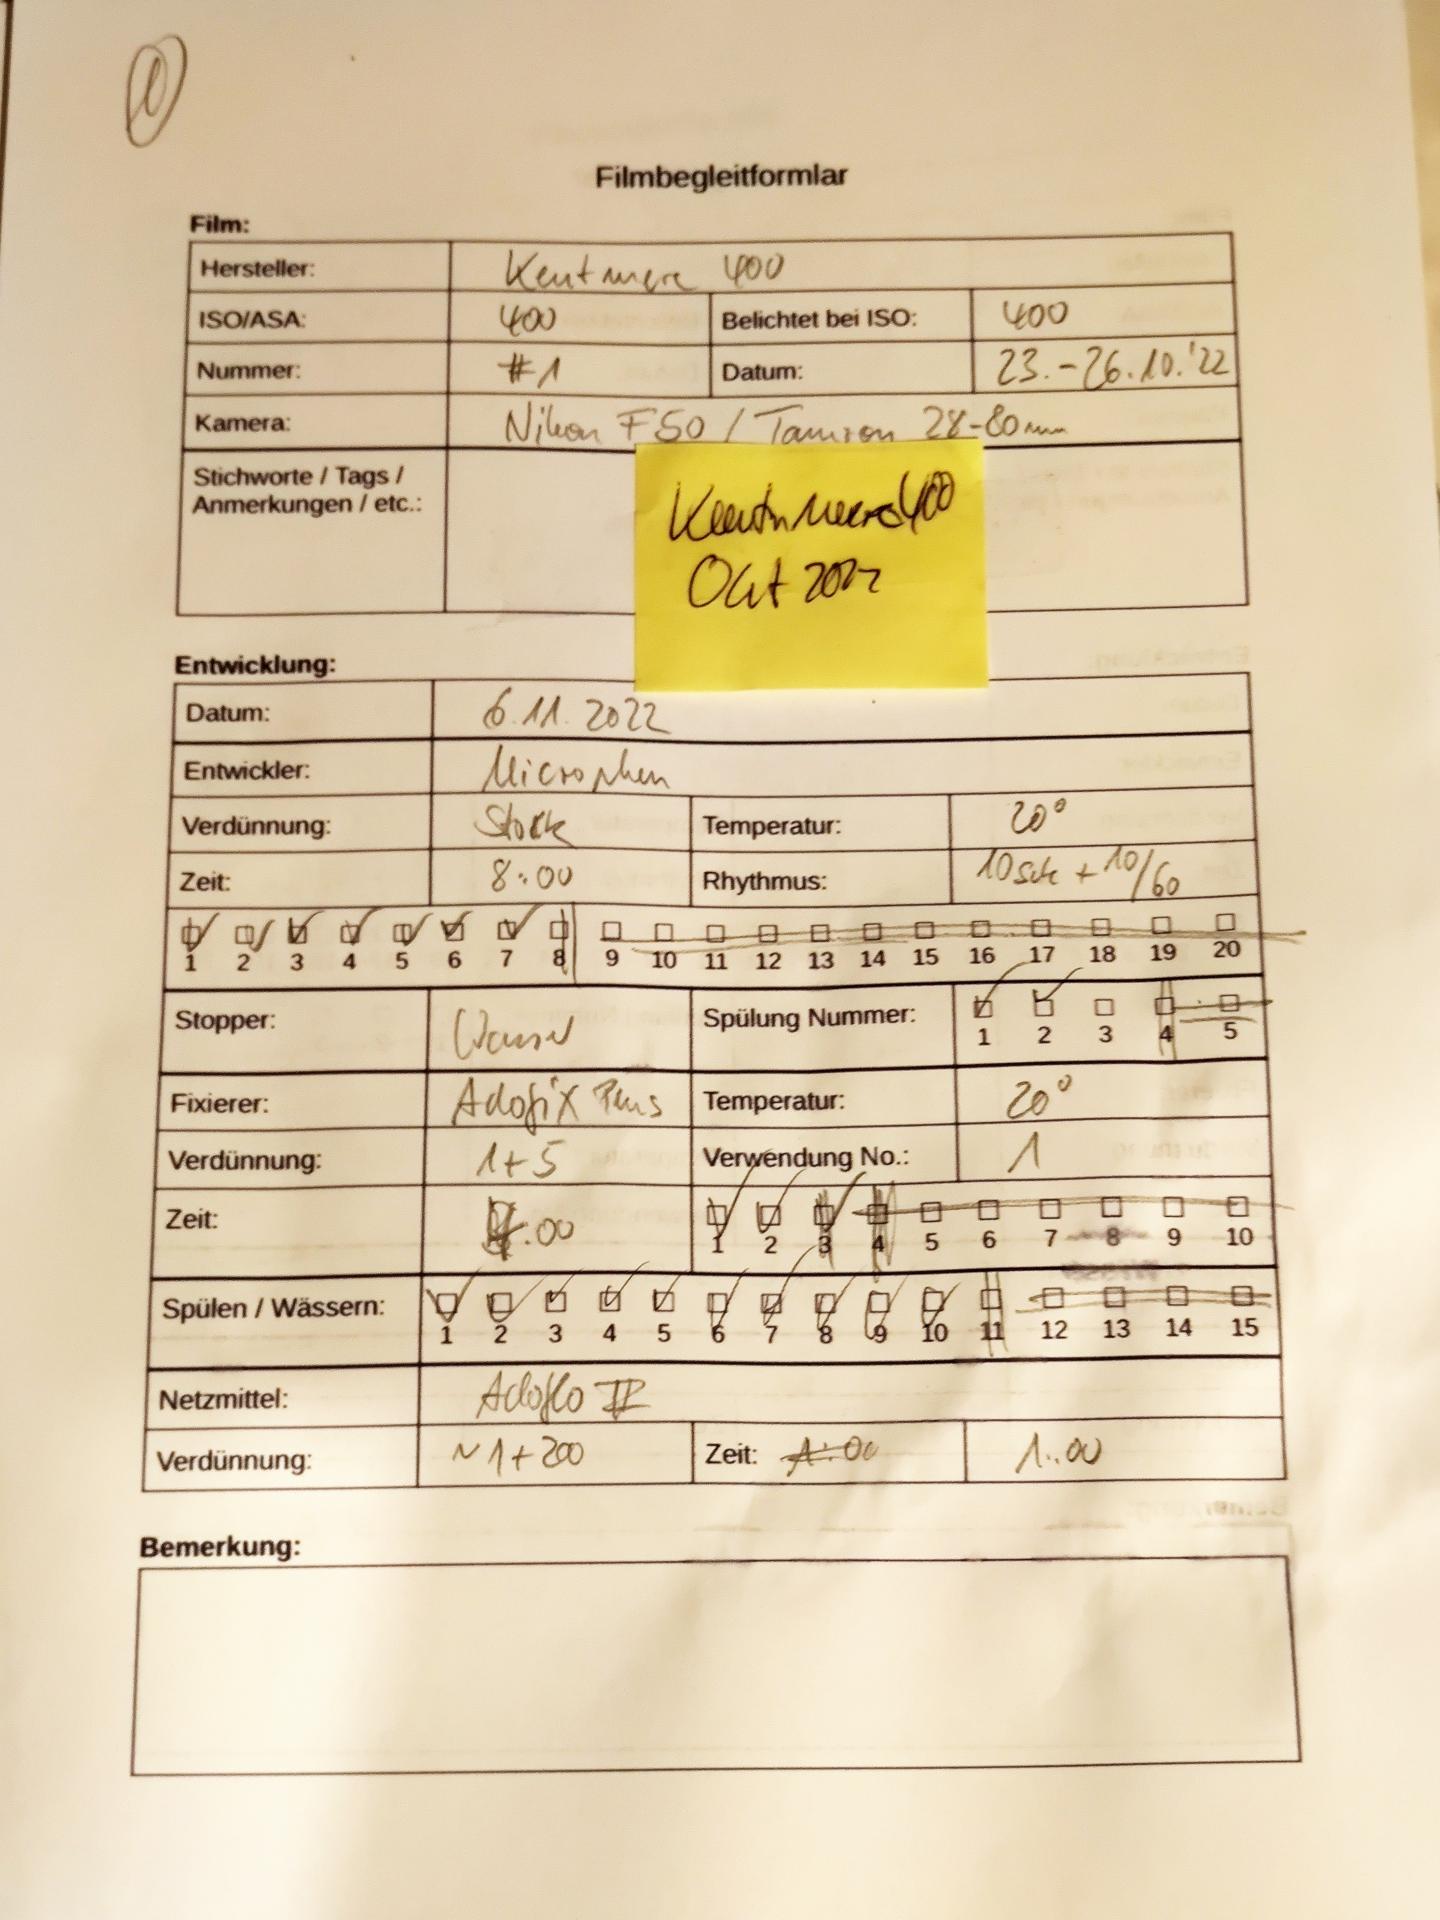 1
Filmbegleitformlar
Film:
Hersteller: Kentmere 400
ISO/ASA: 400 Belichtet bei ISO: 400
Nummer: #1 Datum: 23.-26.10.'22
Kamera: Nikon F50 / Tamron 28-80mm
Stichworte / Tags /
Anmerkungen / etc.:
Kentmere 400
Okt 2022
Entwicklung:
Datum: 6.11.2022
Entwickler: Microphen
Verdünnung: Stock Temperatur: 20°
Zeit: 8:00 Rhythmus: 10sek + 10/60
1 2 3 4 5 6 7 8 9 10 11 12 13 14 15 16 17 18 19 20
Stopper: Wasser Spülung Nummer: 1 2 3 4 5
Fixierer: Adofix Plus Temperatur: 20°
Verdünnung: 1+5 Verwendung No.: 1
Zeit: :00 1 2 3 4 5 6 7 8 9 10
Spülen / Wässern: 1 2 3 4 5 6 7 8 9 10 11 12 13 14 15
Netzmittel: Adoflo II
Verdünnung: ~1+200 Zeit: 1:00 1:00
Bemerkung: